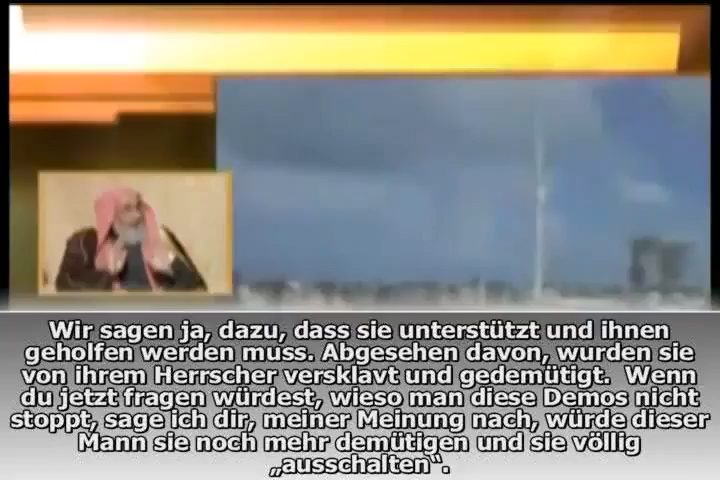 Wir sagen ja, dazu, dass sie unterstützt und ihnen
geholfen werden muss. Abgesehen davon, wurden sie
von ihrem Herrscher versklavt und gedemütigt.  Wenn
du jetzt fragen würdest, wieso man diese Demos nicht
stoppt, sage ich dir, meiner Meinung nach, würde dieser
Mann sie noch mehr demütigen und sie völlig
„ausschalten“.